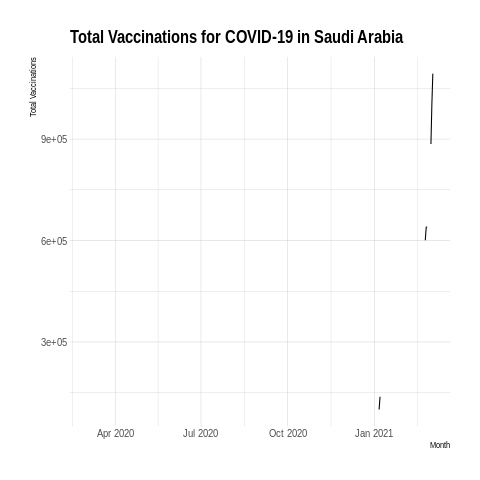 Total Vaccinations for COVID-19 in Saudi Arabia
Total Vaccinations
9e+05
6e+05
3e+05
Apr 2020
Jul 2020
Oct 2020
Jan 2021
Month